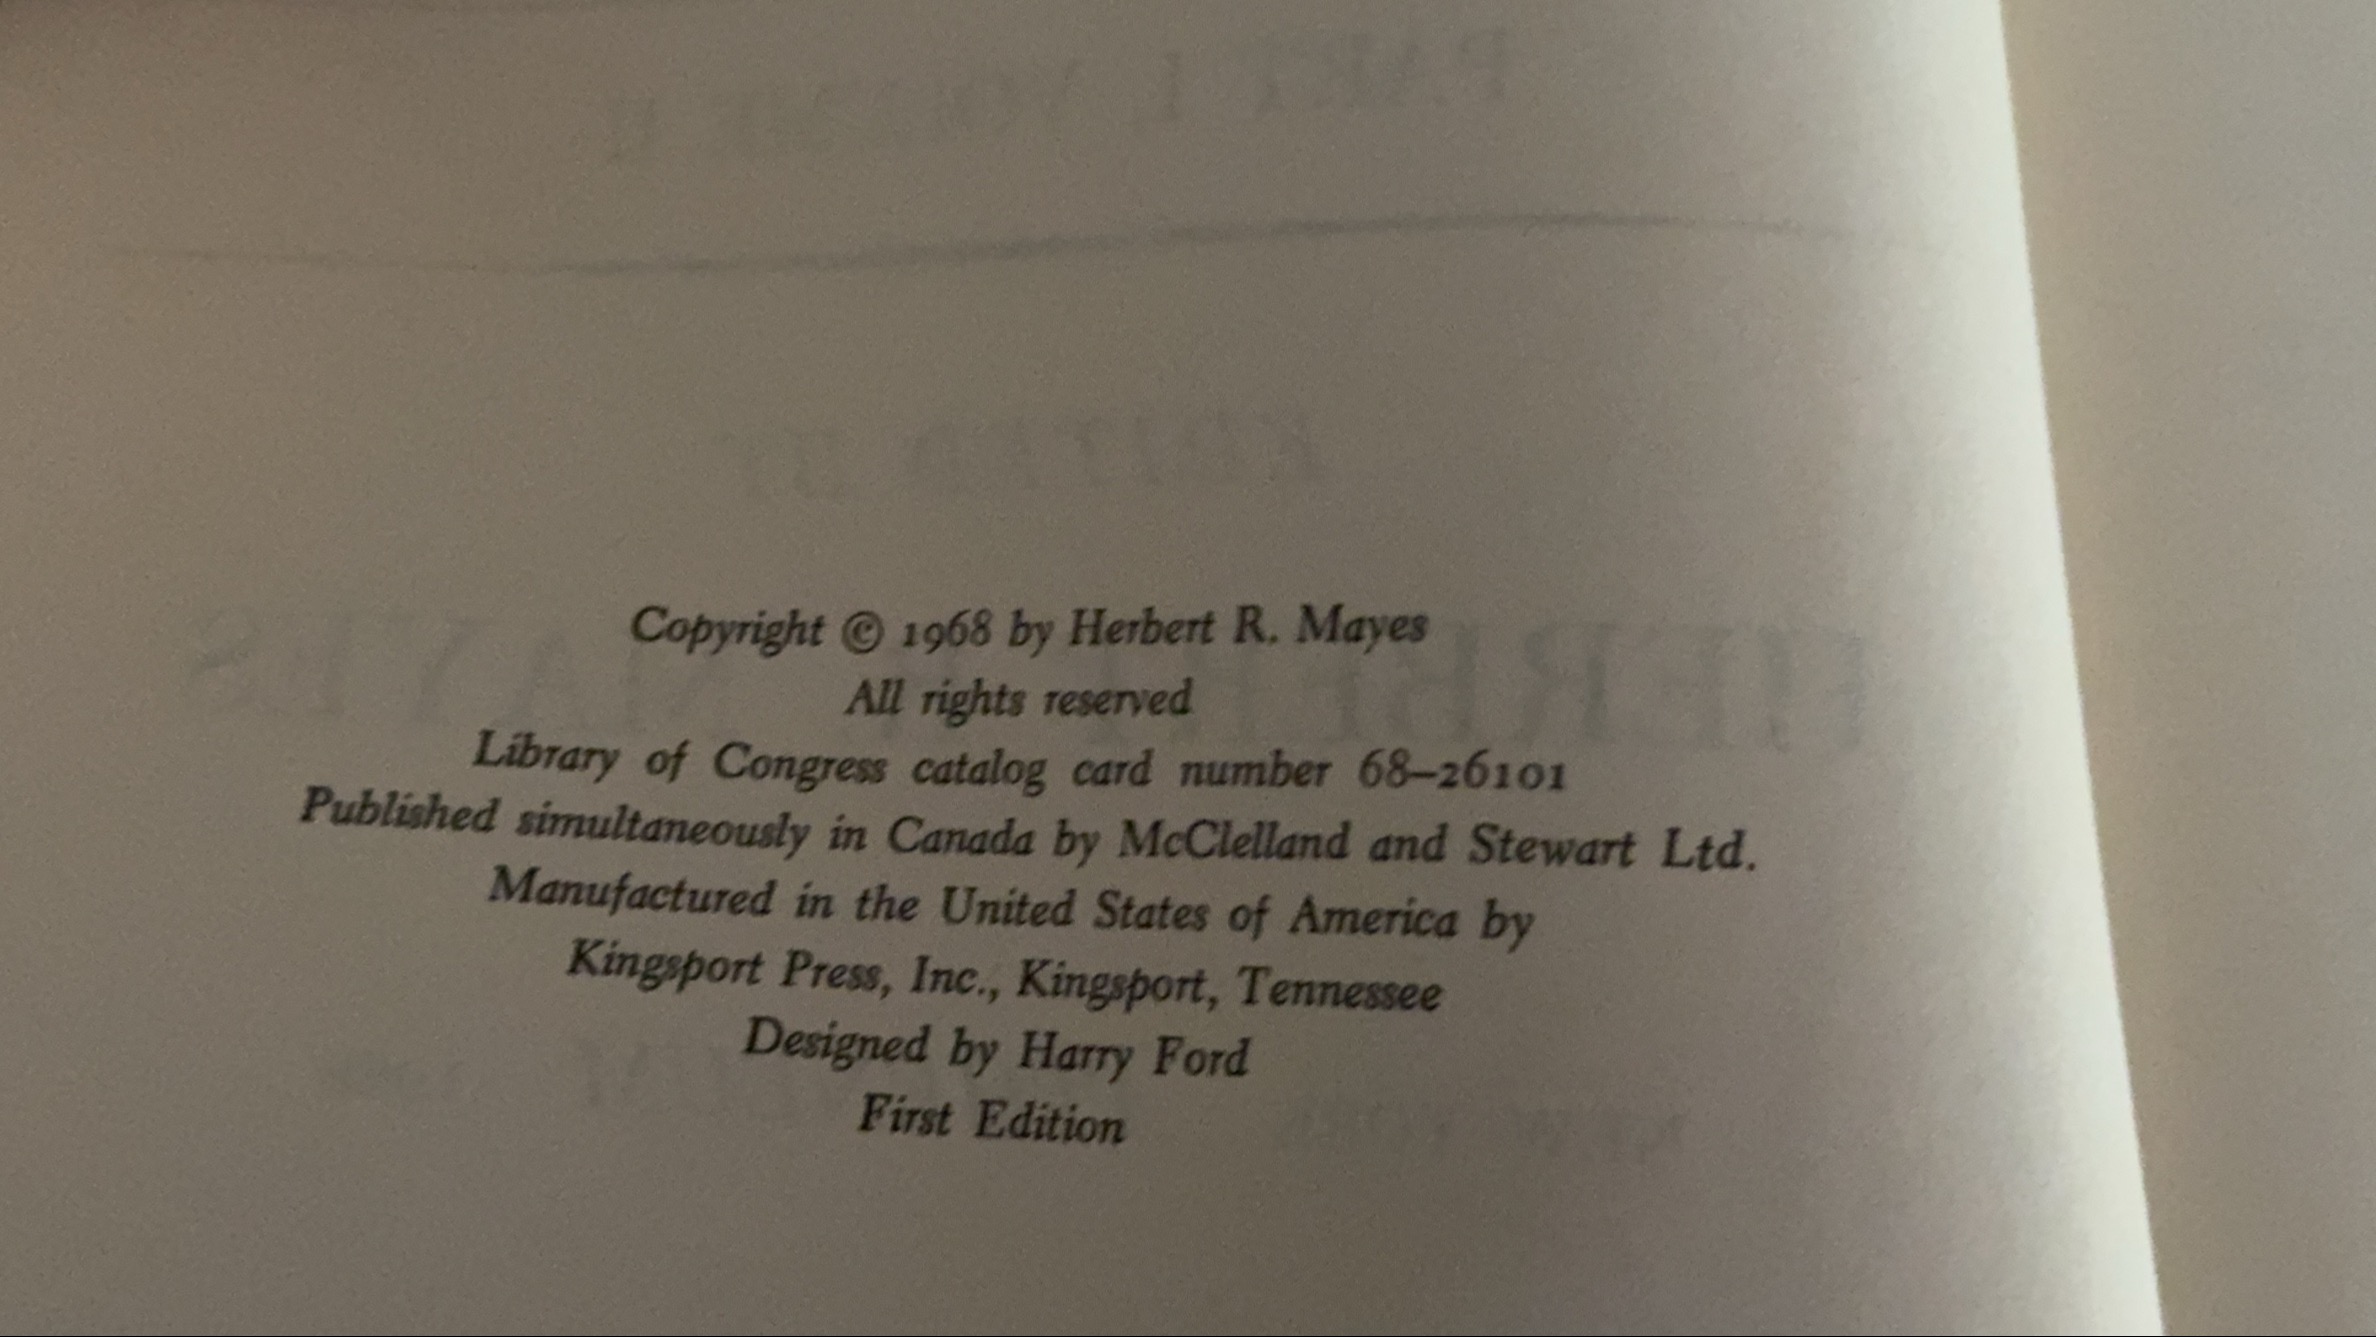 Copyright © 1968 by Herbert R. Mayes
All rights reserved
Library of Congress catalog card number 68–26101
Published simultaneously in Canada by McClelland and Stewart Ltd.
Manufactured in the United States of America by
Kingsport Press, Inc., Kingsport, Tennessee
Designed by Harry Ford
First Edition